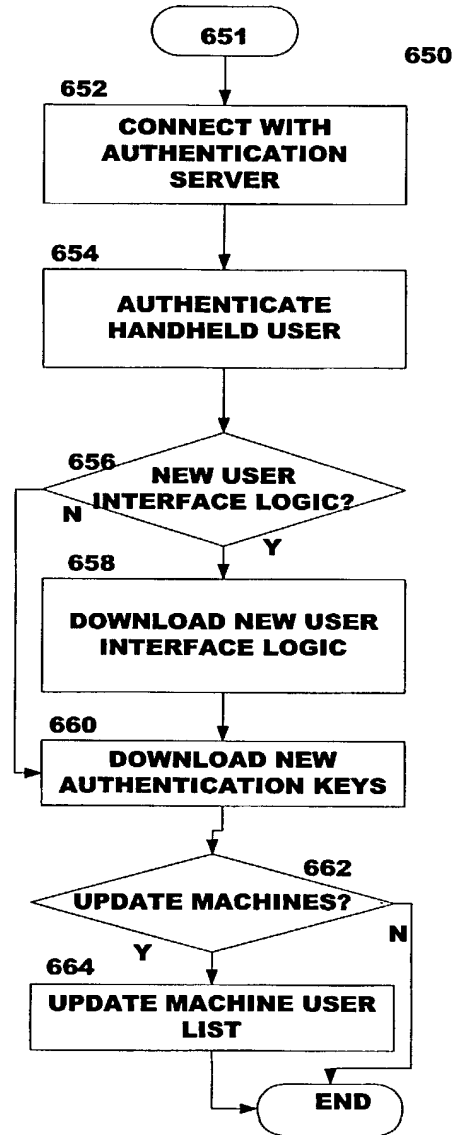 651
650
652
CONNECT WITH
AUTHENTICATION
SERVER
654
AUTHENTICATE
HANDHELD USER
656
NEW USER
INTERFACE LOGIC?
N
Y
658
DOWNLOAD NEW USER
INTERFACE LOGIC
660
DOWNLOAD NEW
AUTHENTICATION KEYS
662
UPDATE MACHINES?
N
Y
664
UPDATE MACHINE USER
LIST
END